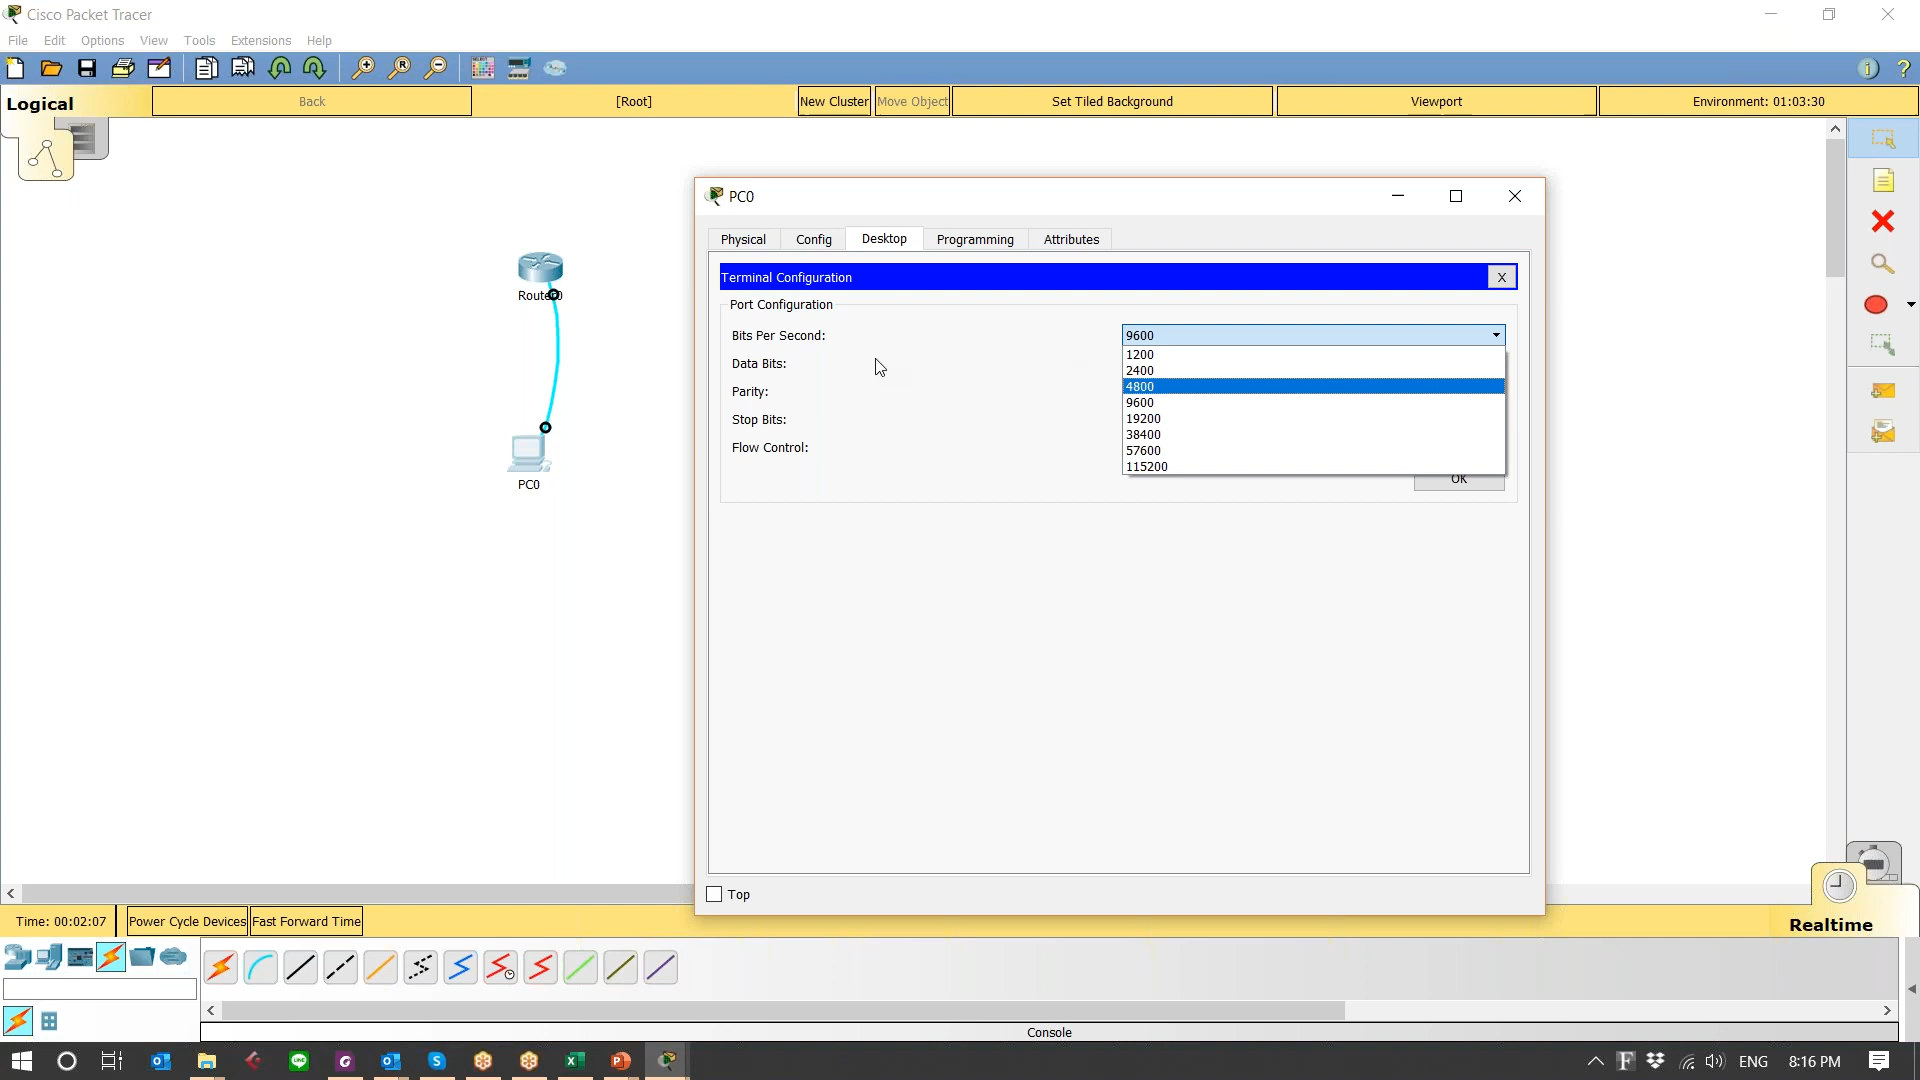 Cisco Packet Tracer
File Edit Options View Tools Extensions Help
Logical
Back
[Root]
New Cluster
Move Object
Set Tiled Background
Viewport
Environment: 01:03:30
Router0
PC0
PC0
Physical
Config
Desktop
Programming
Attributes
Terminal Configuration
X
Port Configuration
Bits Per Second:
9600
Data Bits:
Parity:
Stop Bits:
Flow Control:
1200
2400
4800
9600
19200
38400
57600
115200
OK
Top
Time: 00:02:07
Power Cycle Devices
Fast Forward Time
Realtime
Console
ENG
8:16 PM